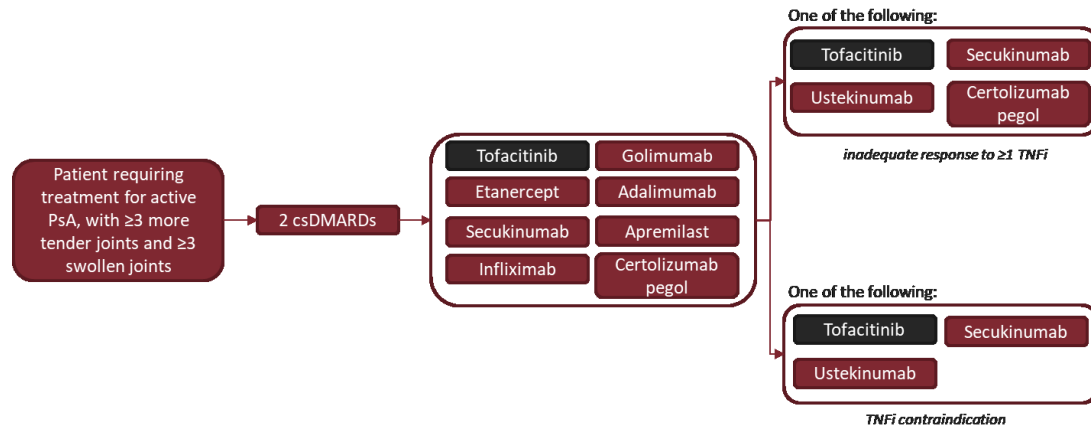 Patient requiring
treatment for active
PsA, with ≥3 more
tender joints and ≥3
swollen joints
2 csDMARDs
Tofacitinib
Golimumab
Etanercept
Adalimumab
Secukinumab
Apremilast
Infliximab
Certolizumab
pegol
One of the following:
Tofacitinib
Secukinumab
Ustekinumab
Certolizumab
pegol
inadequate response to ≥1 TNFi
One of the following:
Tofacitinib
Secukinumab
Ustekinumab
TNFi contraindication